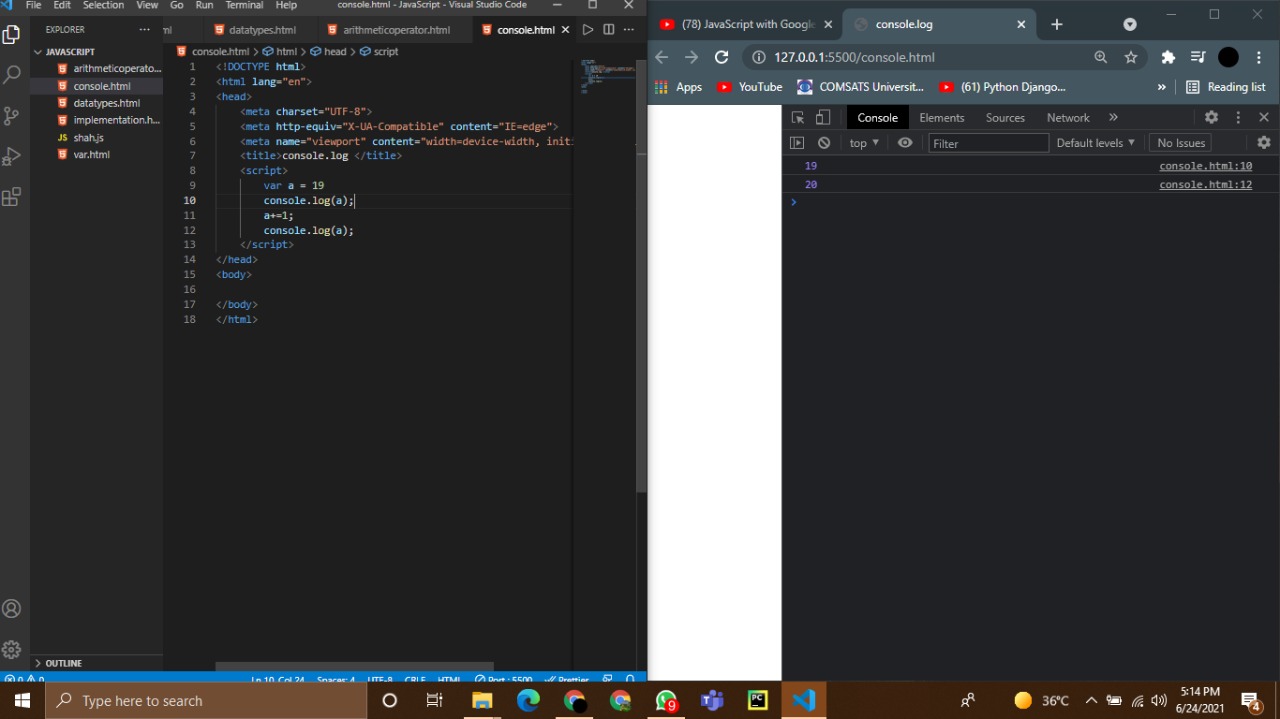 File Edit Selection View Go Run Terminal Help console.html - JavaScript - Visual Studio Code
EXPLORER
JAVASCRIPT
arithmeticoperato...
console.html
datatypes.html
implementation.h...
JS shah.js
var.html
OUTLINE
ml datatypes.html arithmeticoperator.html console.html
console.html > html > head > script
1 <!DOCTYPE html>
2 <html lang="en">
3 <head>
4 <meta charset="UTF-8">
5 <meta http-equiv="X-UA-Compatible" content="IE=edge">
6 <meta name="viewport" content="width=device-width, initi
7 <title>console.log </title>
8 <script>
9 var a = 19
10 console.log(a);
11 a+=1;
12 console.log(a);
13 </script>
14 </head>
15 <body>
16
17 </body>
18 </html>
0 0 Ln 10, Col 24 Spaces: 4 UTF-8 CRLF HTML Port : 5500 Prettier
(78) JavaScript with Google console.log
127.0.0.1:5500/console.html
Apps YouTube COMSATS Universit... (61) Python Django... » Reading list
Console Elements Sources Network »
top Filter Default levels No Issues
19 console.html:10
20 console.html:12
Type here to search
9
PC
36°C
5:14 PM
6/24/2021
4